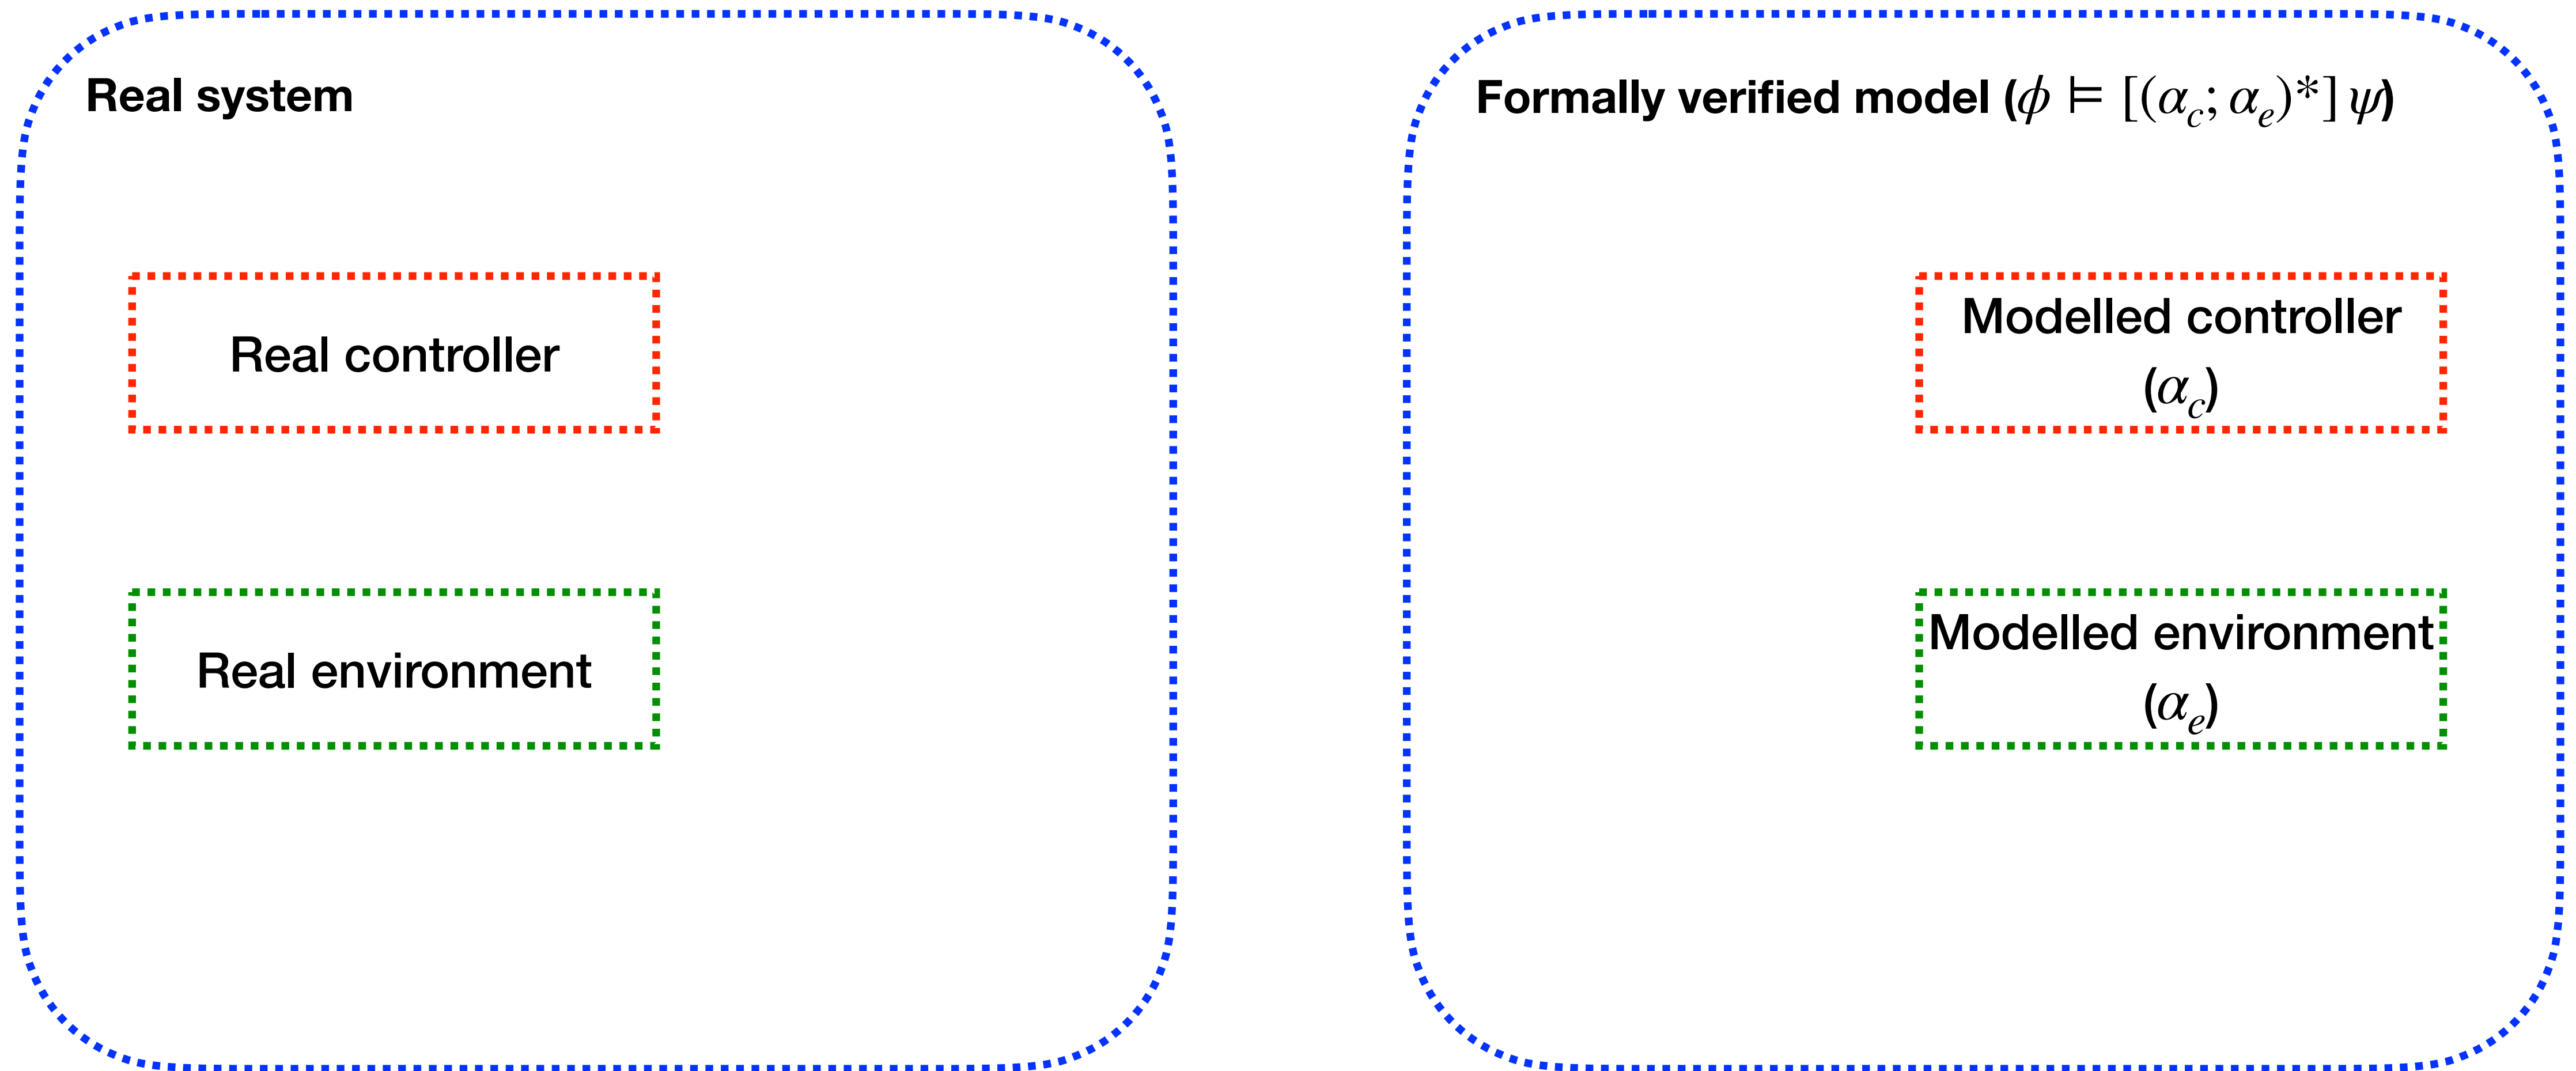 Real system
Formally verified model (ϕ ⊨ [(α_c; α_e)*] ψ)
Real controller
Modelled controller
(α_c)
Real environment
Modelled environment
(α_e)